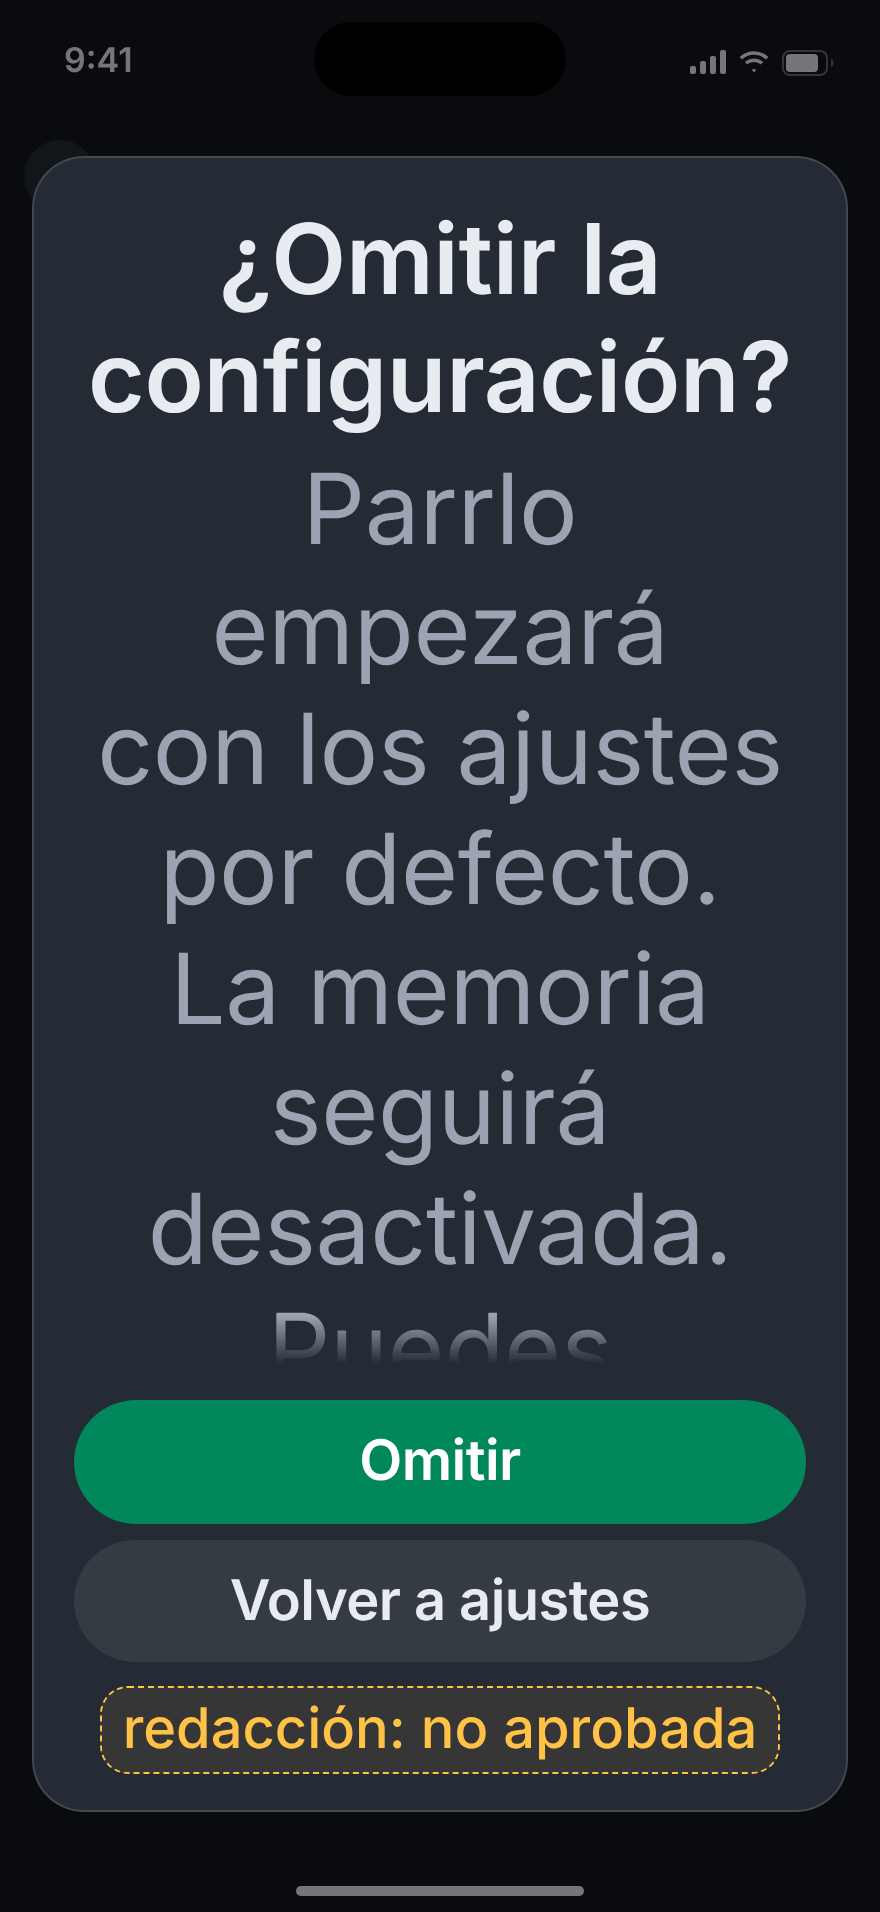 9:41
¿Omitir la
configuración?
Parrlo
empezará
con los ajustes
por defecto.
La memoria
seguirá
desactivada.
Puedes
Omitir
Volver a ajustes
redacción: no aprobada